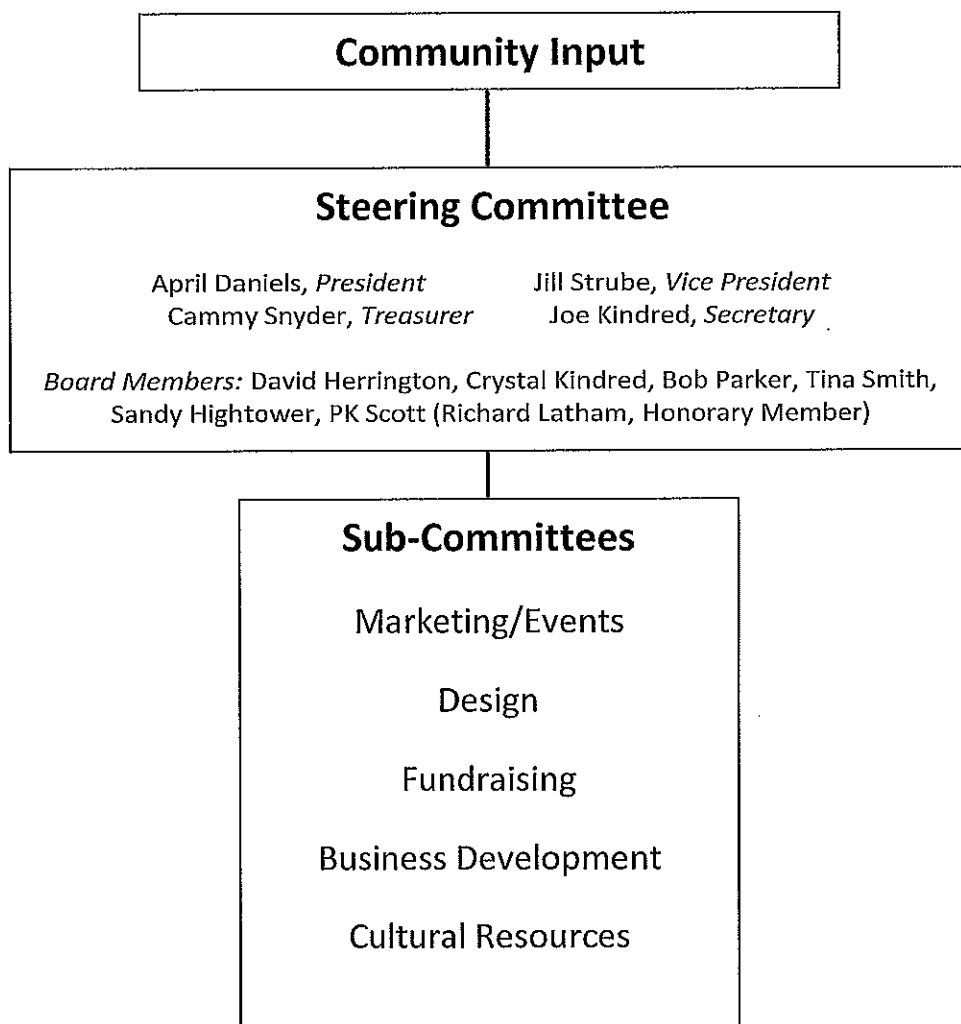 Community Input
Steering Committee
April Daniels, President Jill Strube, Vice President
Cammy Snyder, Treasurer Joe Kindred, Secretary
Board Members: David Herrington, Crystal Kindred, Bob Parker, Tina Smith,
Sandy Hightower, PK Scott (Richard Latham, Honorary Member)
Sub-Committees
Marketing/Events
Design
Fundraising
Business Development
Cultural Resources